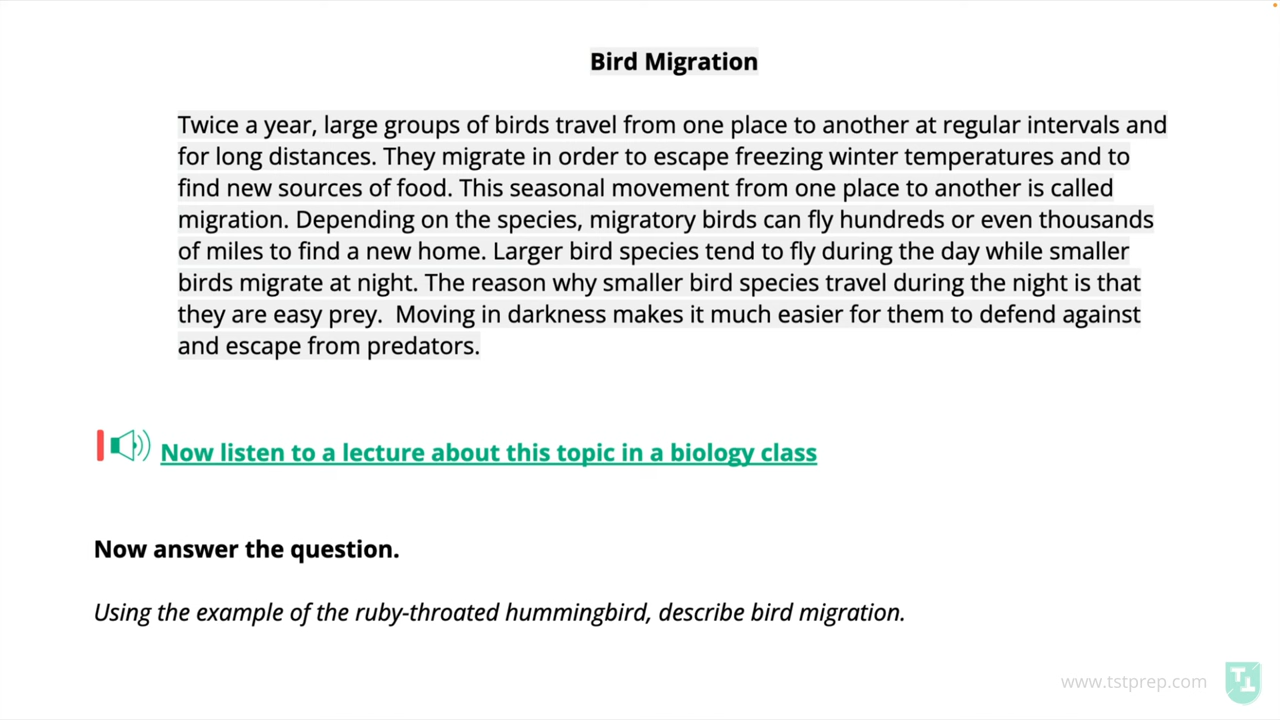 Bird Migration
Twice a year, large groups of birds travel from one place to another at regular intervals and
for long distances. They migrate in order to escape freezing winter temperatures and to
find new sources of food. This seasonal movement from one place to another is called
migration. Depending on the species, migratory birds can fly hundreds or even thousands
of miles to find a new home. Larger bird species tend to fly during the day while smaller
birds migrate at night. The reason why smaller bird species travel during the night is that
they are easy prey.  Moving in darkness makes it much easier for them to defend against
and escape from predators.
Now listen to a lecture about this topic in a biology class
Now answer the question.
Using the example of the ruby-throated hummingbird, describe bird migration.
www.tstprep.com